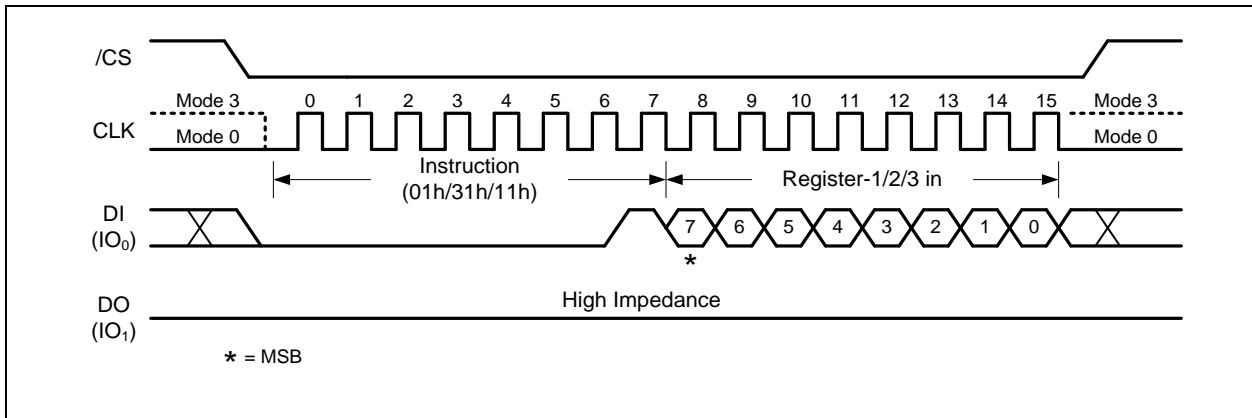 /CS
Mode 3 0 1 2 3 4 5 6 7 8 9 10 11 12 13 14 15 Mode 3
CLK
Mode 0 Mode 0
Instruction
(01h/31h/11h)
Register-1/2/3 in
DI
(IO₀)
7 6 5 4 3 2 1 0
*
High Impedance
DO
(IO₁)
* = MSB